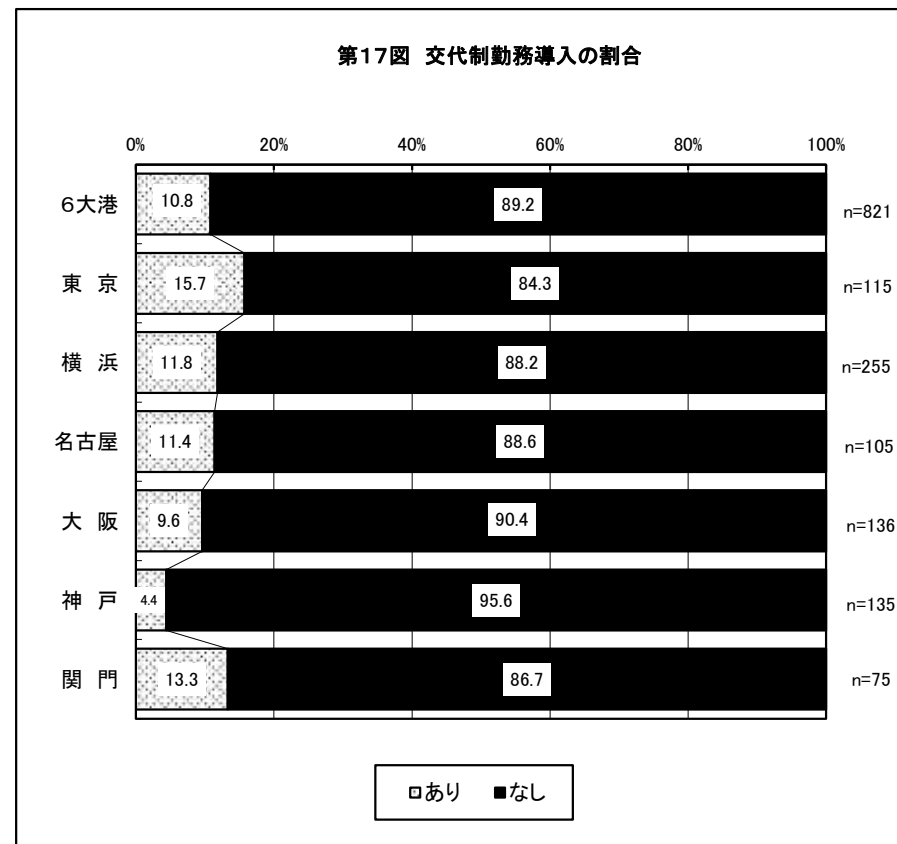 第17図 交代制勤務導入の割合
0% 20% 40% 60% 80% 100%
6大港 10.8 89.2 n=821
東 京 15.7 84.3 n=115
横 浜 11.8 88.2 n=255
名古屋 11.4 88.6 n=105
大 阪 9.6 90.4 n=136
神 戸 4.4 95.6 n=135
関 門 13.3 86.7 n=75
あり なし